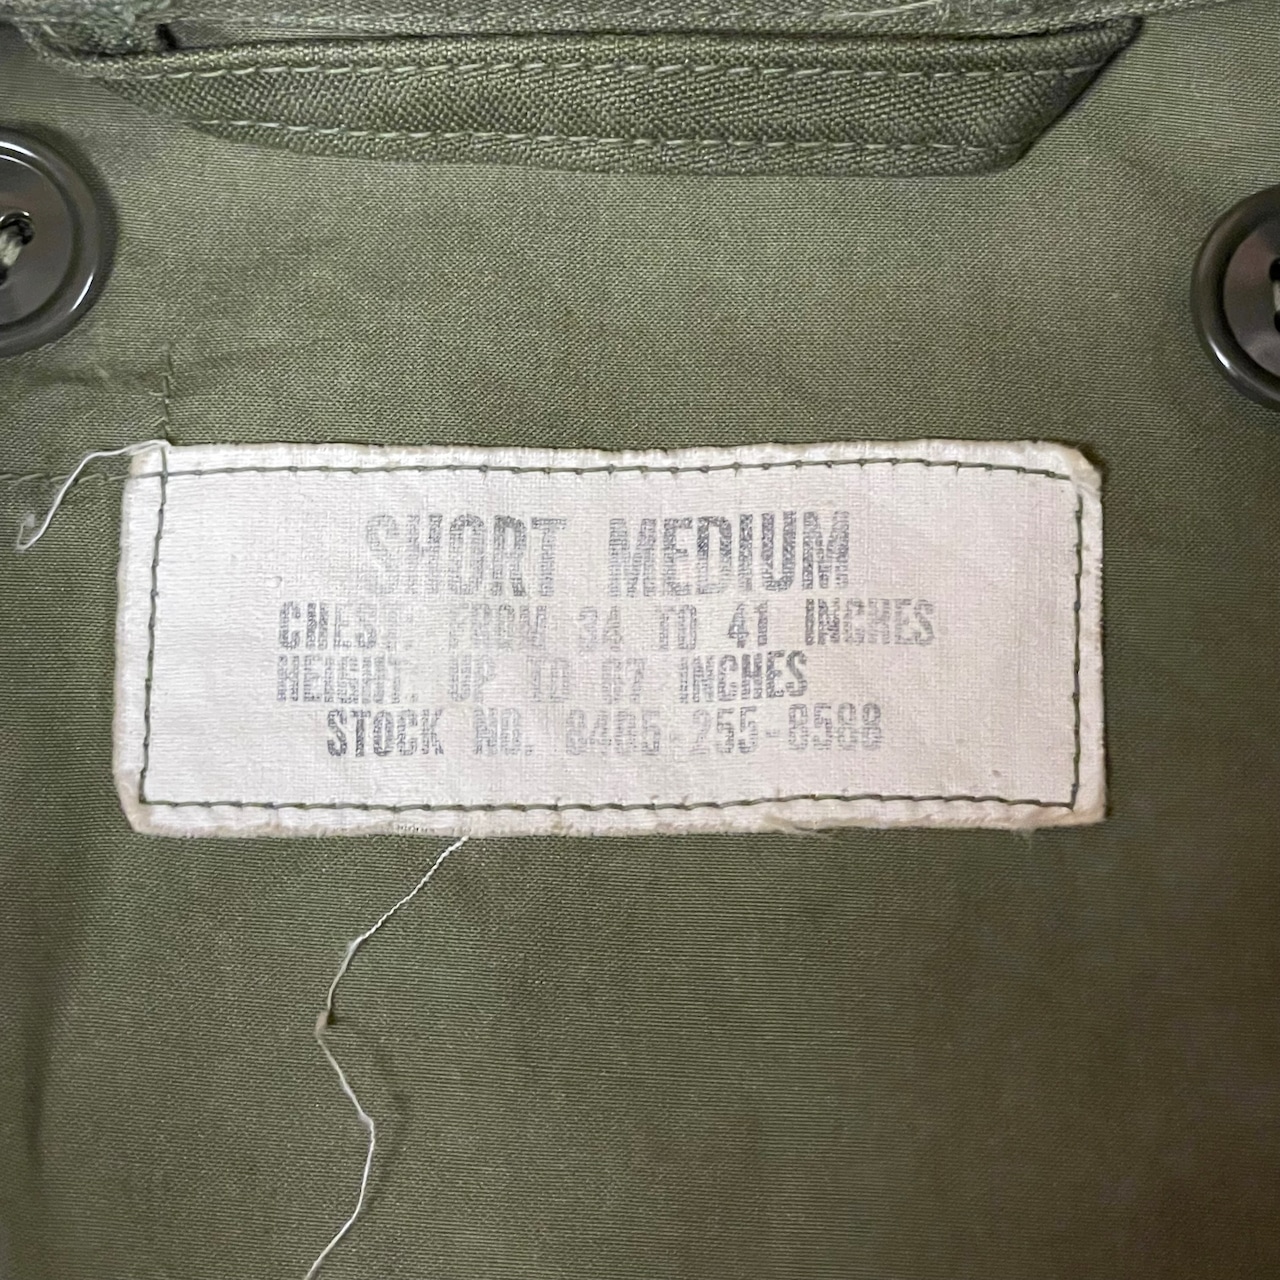 SHORT MEDIUM
CHEST: FROM 34 TO 41 INCHES
HEIGHT: UP TO 67 INCHES
STOCK NO. 8405-255-8588